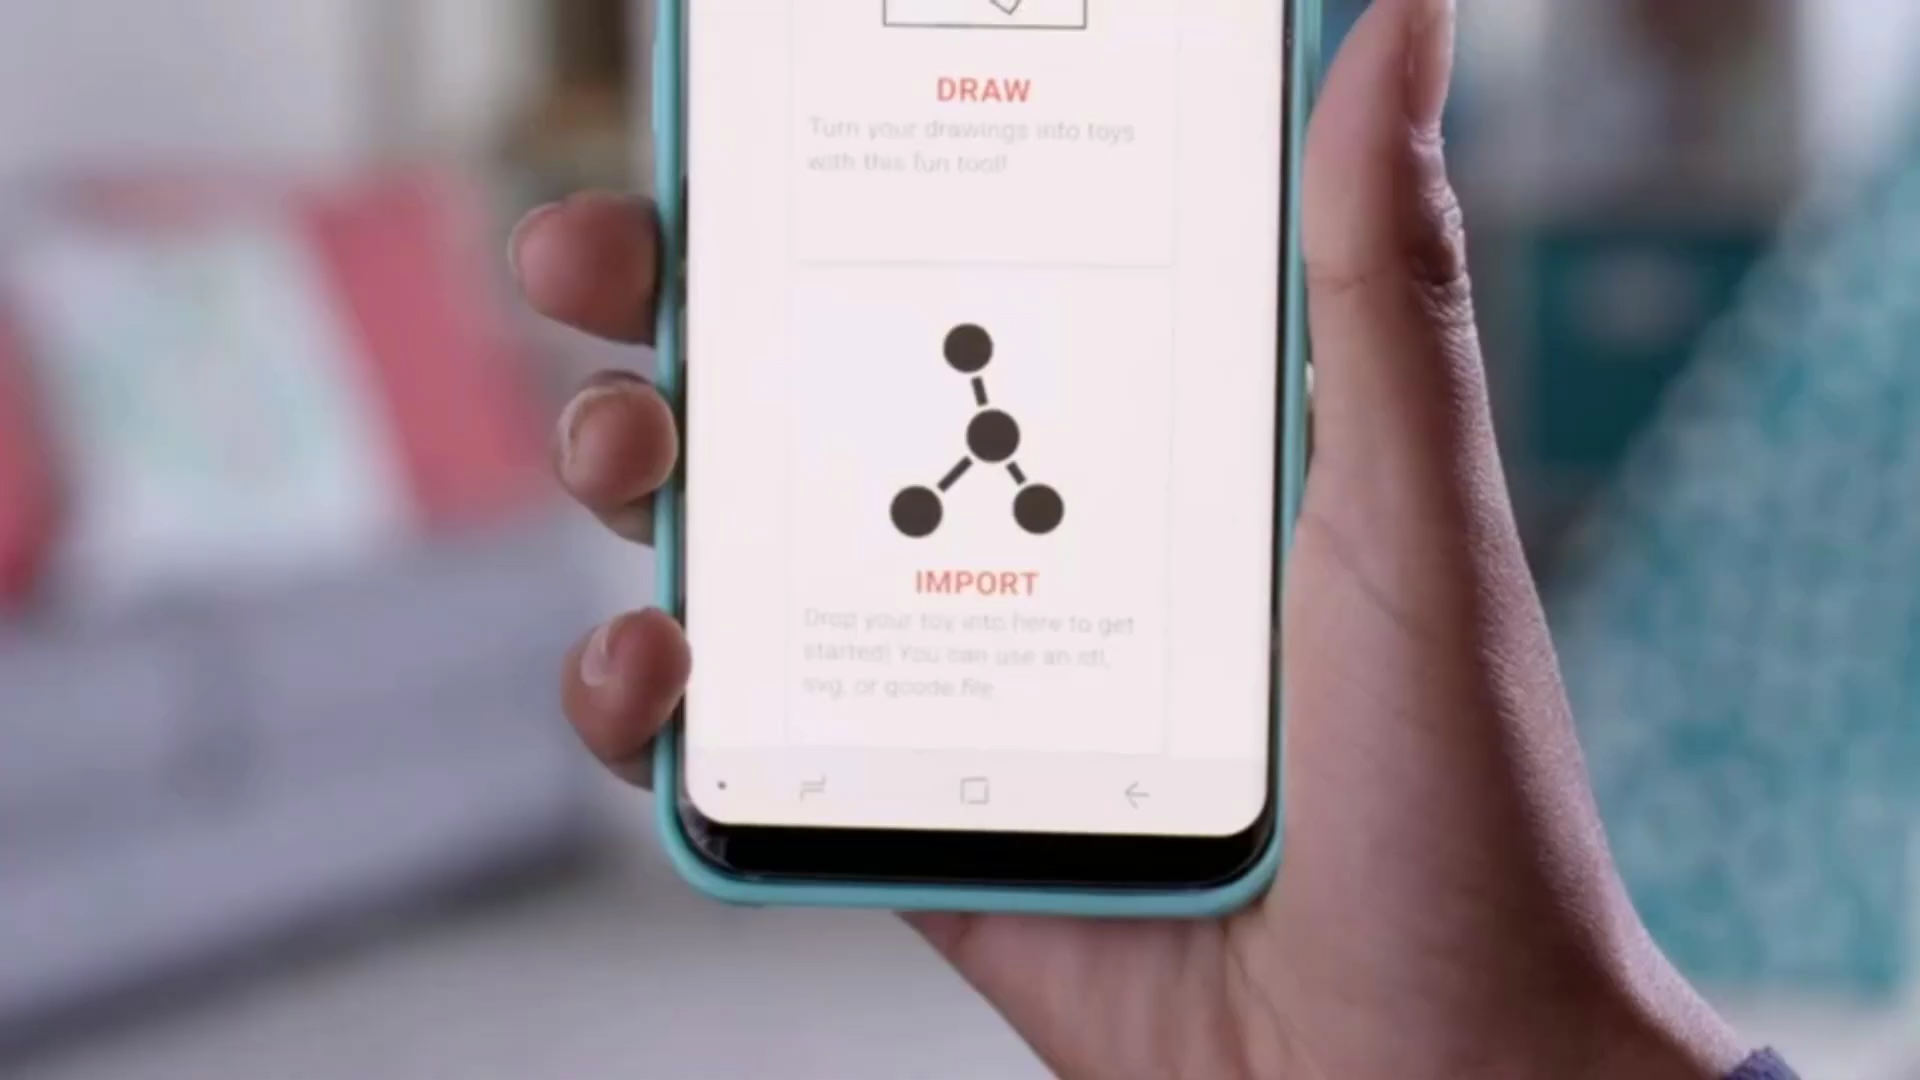 DRAW
Turn your drawings into toys
with this fun tool!
IMPORT
Drop your toy into here to get
started! You can use an stl,
svg, or gcode file